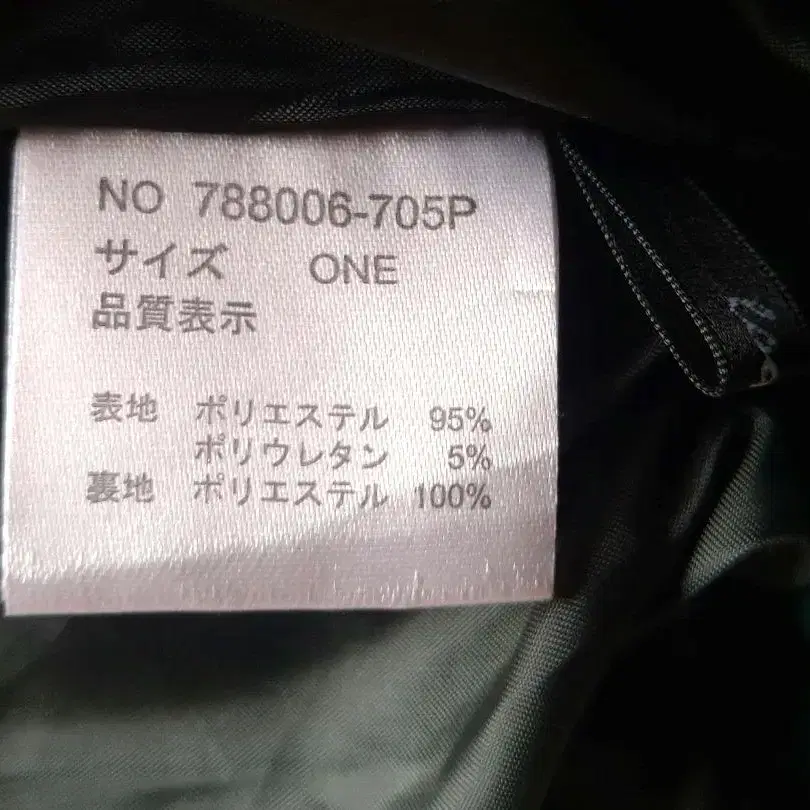 NO 788006-705P
サイズ ONE
品質表示
表地 ポリエステル 95%
ポリウレタン 5%
裏地 ポリエステル 100%